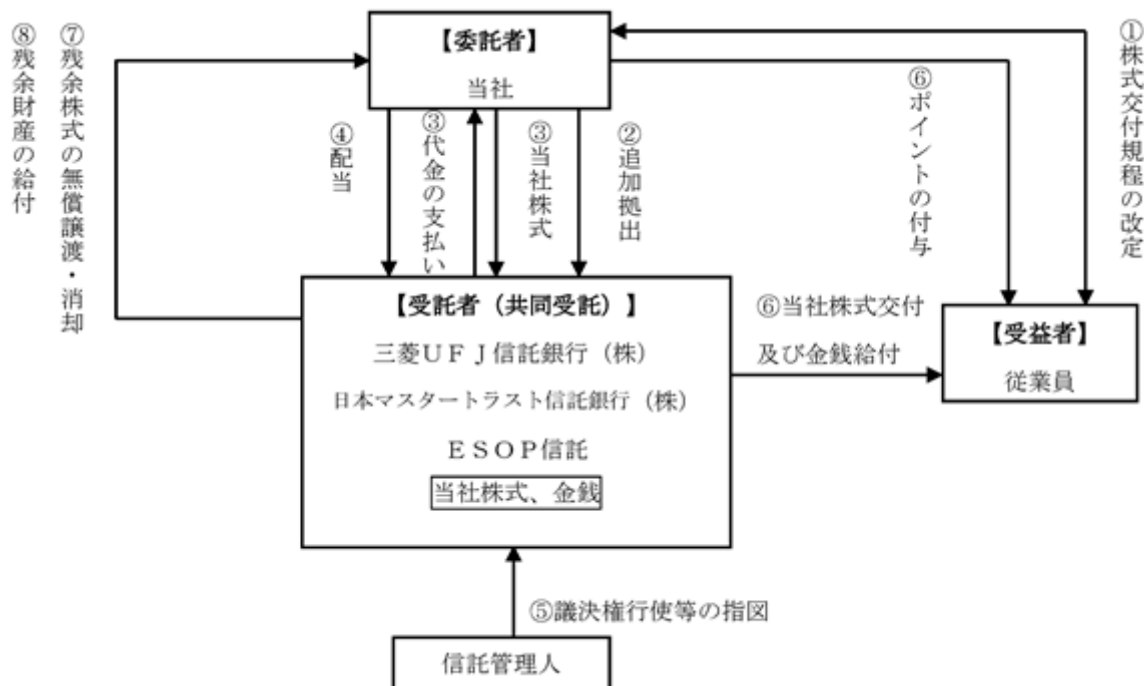 ⑧残余財産の給付
⑦残余株式の無償譲渡・消却
【委託者】
当社
④配当
③代金の支払い
③当社株式
②追加拠出
⑥ポイントの付与
①株式交付規程の改定
【受託者（共同受託）】
三菱ＵＦＪ信託銀行（株）
日本マスタートラスト信託銀行（株）
ＥＳＯＰ信託
当社株式、金銭
⑥当社株式交付
及び金銭給付
【受益者】
従業員
⑤議決権行使等の指図
信託管理人